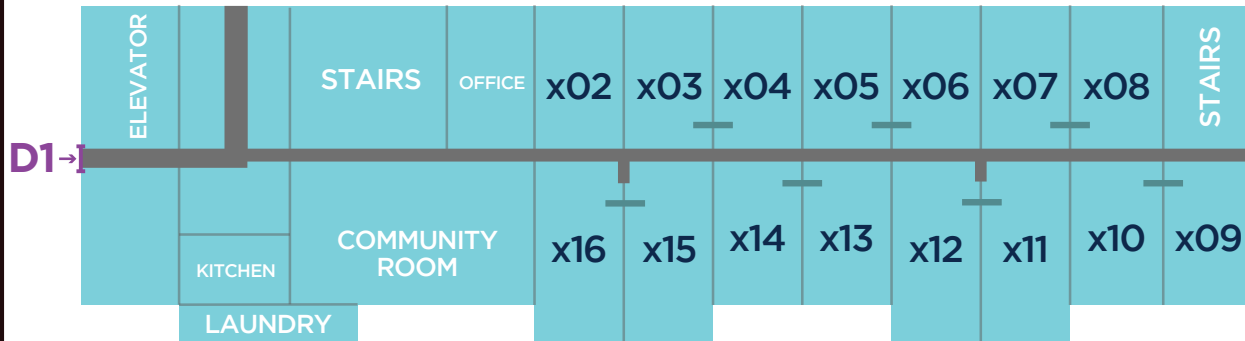 ELEVATOR
STAIRS
OFFICE
x02
x03
x04
x05
x06
x07
x08
STAIRS
D1→
COMMUNITY
ROOM
x16
x15
x14
x13
x12
x11
x10
x09
KITCHEN
LAUNDRY